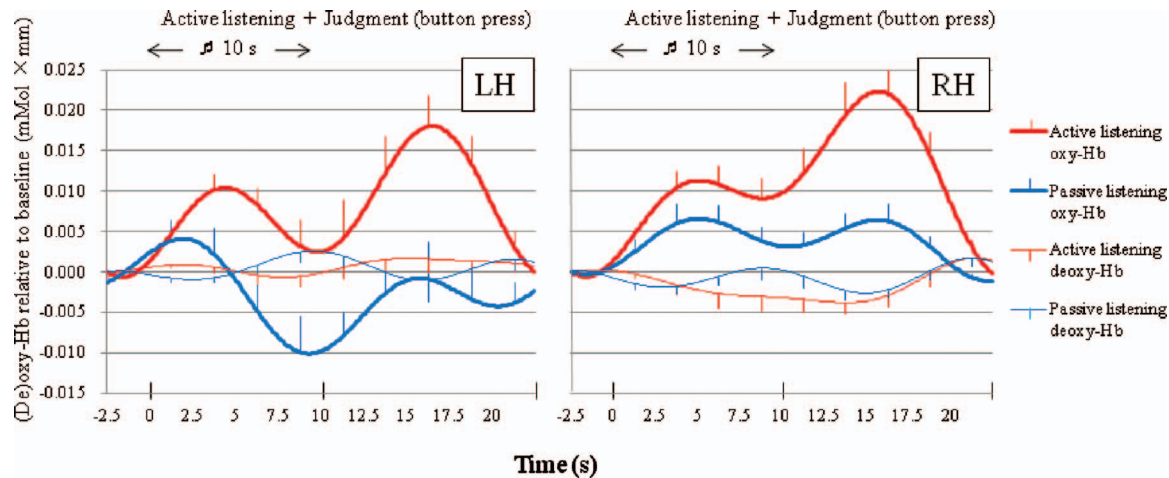 Active listening + Judgment (button press)
Active listening + Judgment (button press)
♬ 10 s
♬ 10 s
(De)oxy-Hb relative to baseline (mMol × mm)
0.025
0.020
0.015
0.010
0.005
0.000
-0.005
-0.010
-0.015
LH
RH
Active listening
oxy-Hb
Passive listening
oxy-Hb
Active listening
deoxy-Hb
Passive listening
deoxy-Hb
-2.5 0 2.5 5 7.5 10 12.5 15 17.5 20
-2.5 0 2.5 5 7.5 10 12.5 15 17.5 20
Time (s)